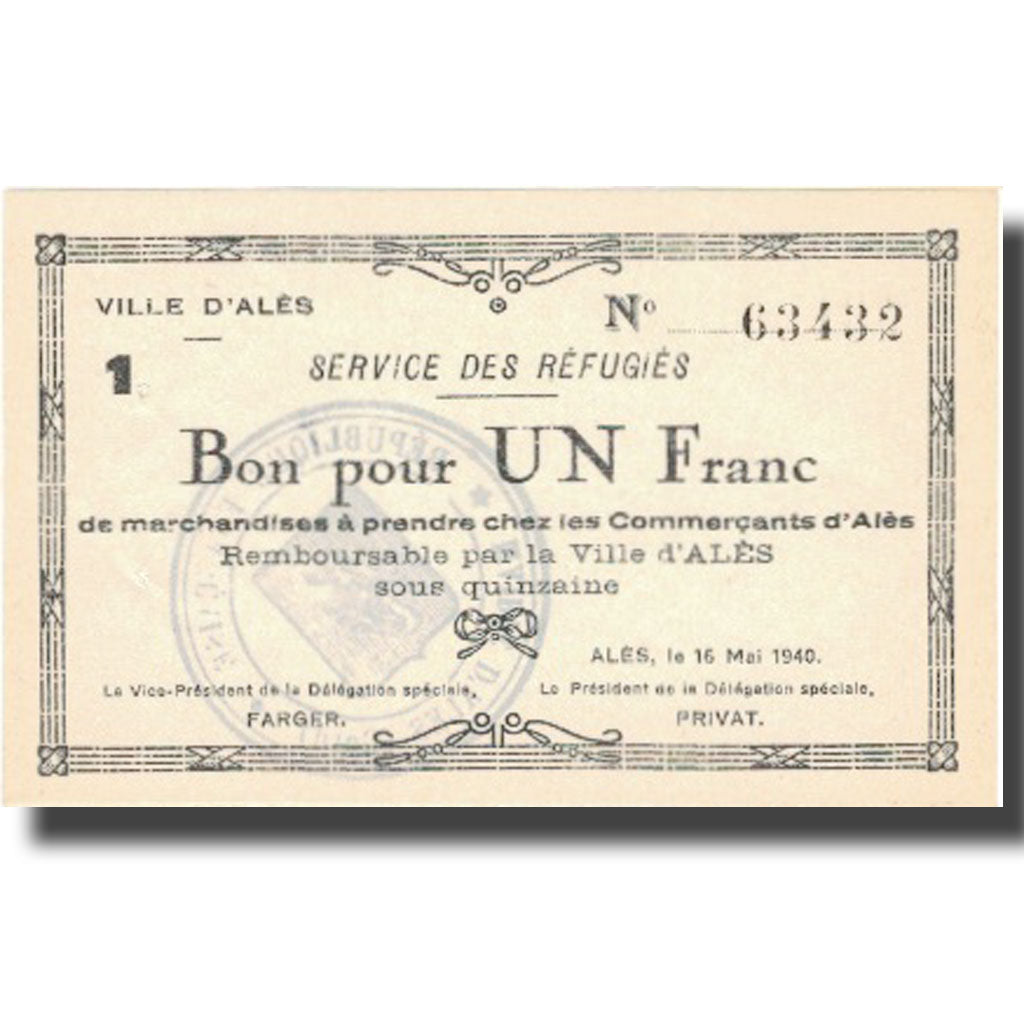 VILLE D'ALÈS
Nº 63432
1
SERVICE DES RÉFUGIÉS
Bon pour UN Franc
de marchandises à prendre chez les Commerçants d'Alès
Remboursable par la Ville d'ALÈS
sous quinzaine
ALÈS, le 16 Mai 1940.
Le Vice-Président de la Délégation spéciale,
FARGER.
Le Président de la Délégation spéciale,
PRIVAT.
RÉPUBLIQUE